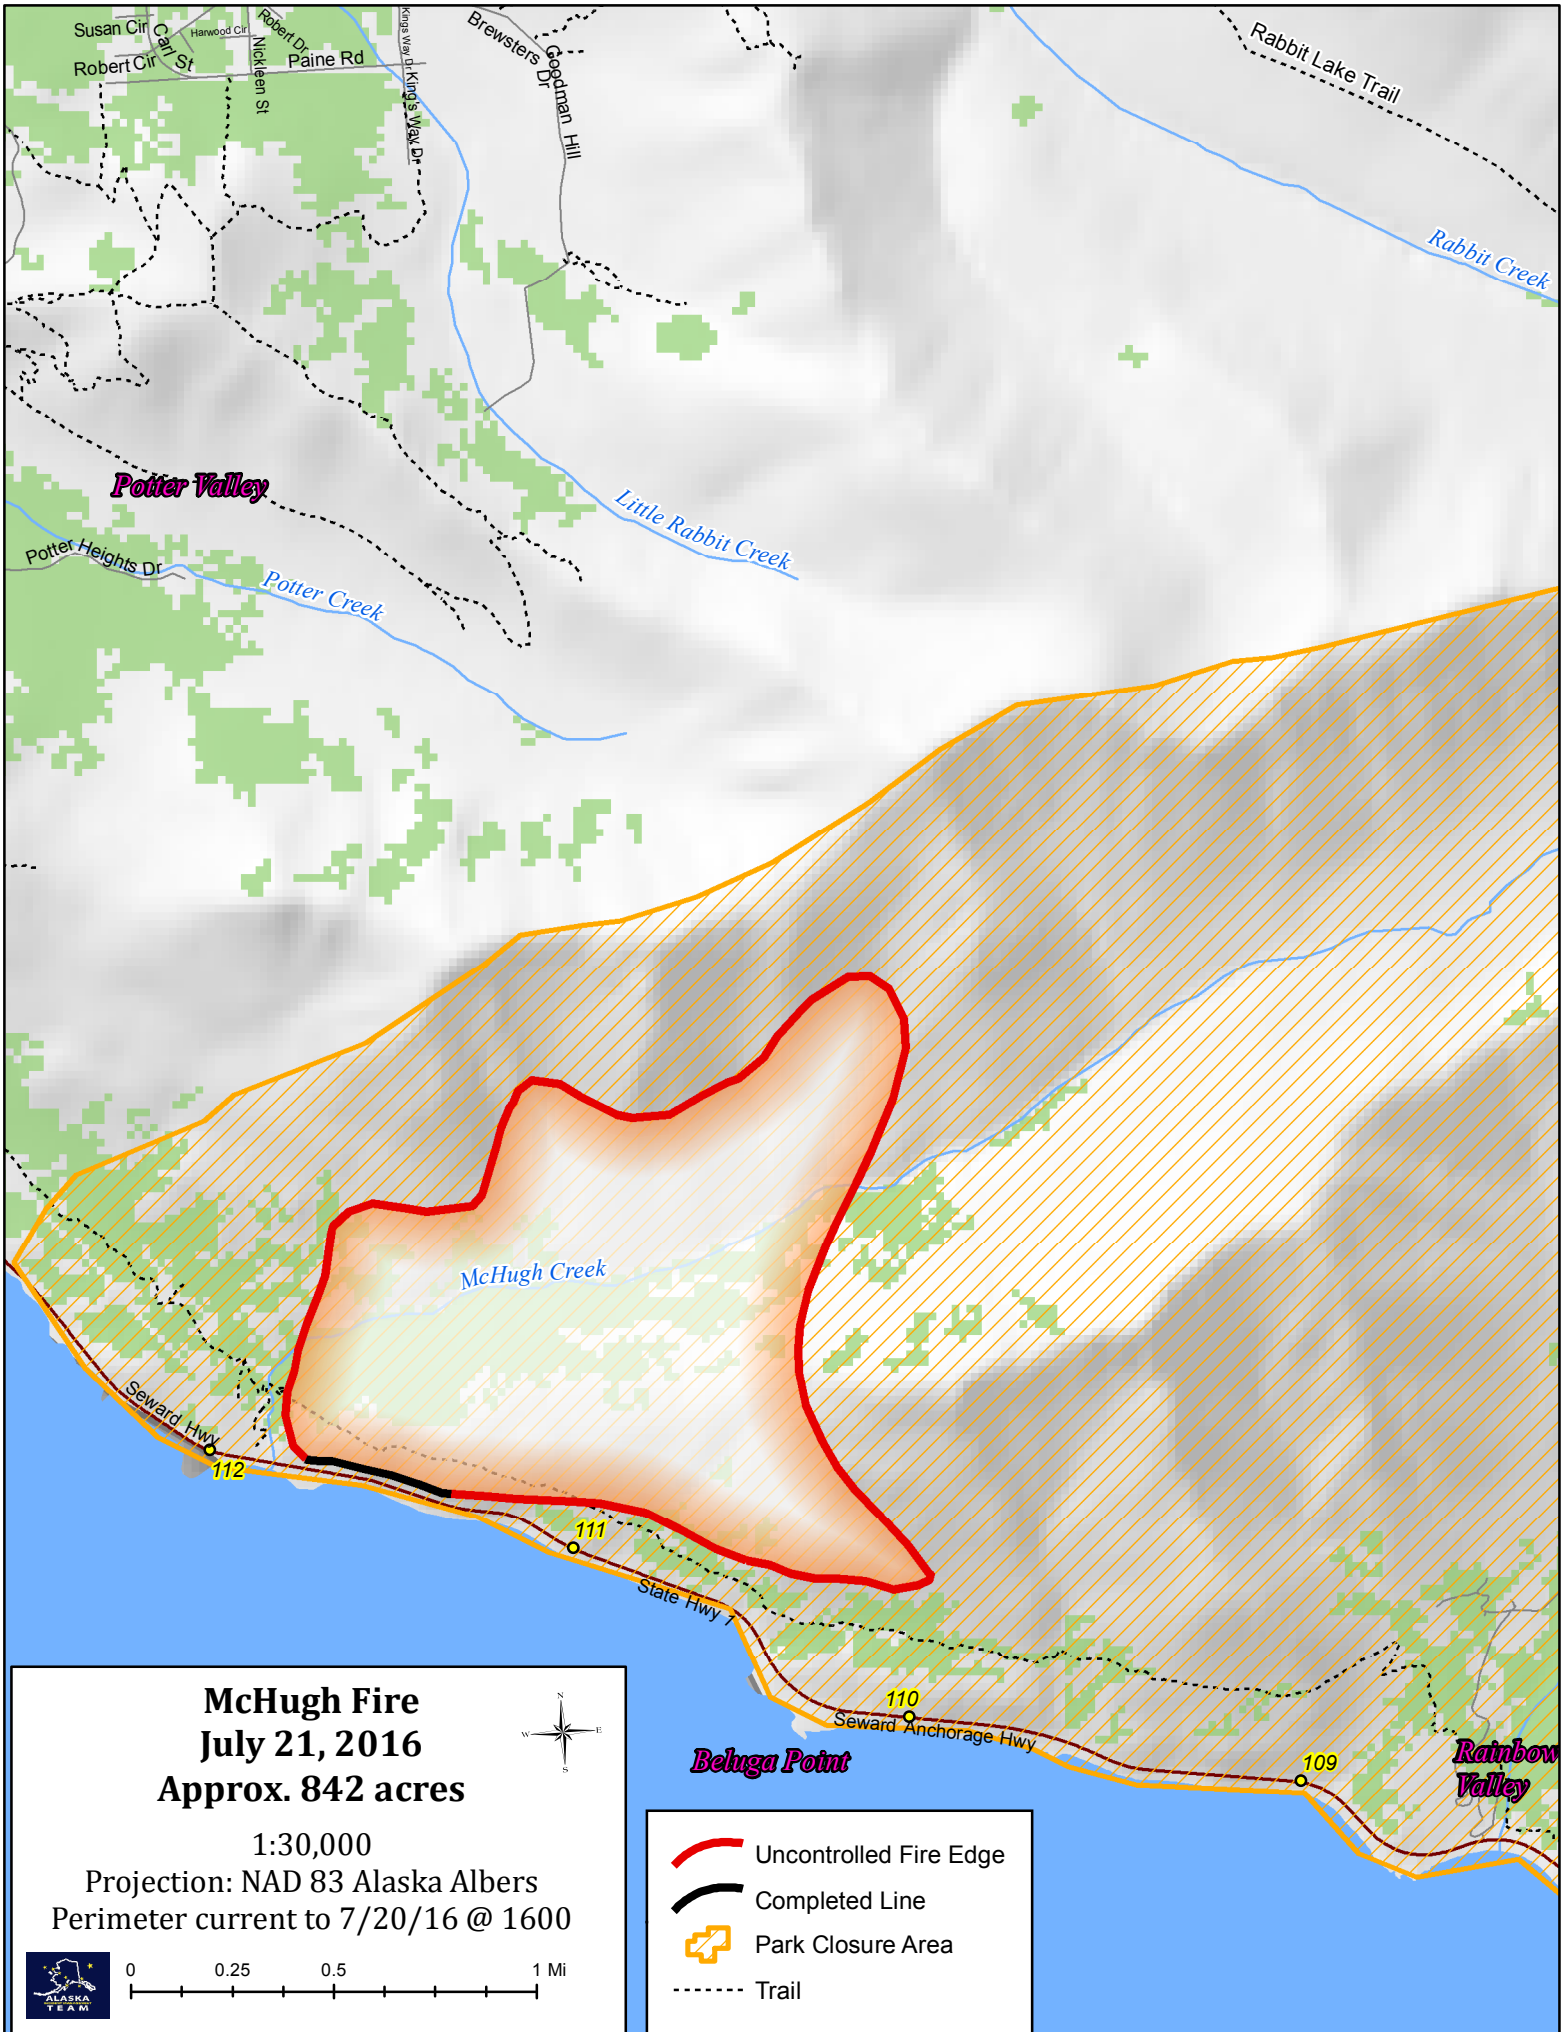 Susan Cir
Carl St
Harwood Cir
Robert Dr
Robert Cir
Nickleen St
Paine Rd
Kings Way Dr
King's Way Dr
Brewsters Dr
Goodman Hill
Rabbit Lake Trail
Rabbit Creek
Potter Valley
Little Rabbit Creek
Potter Heights Dr
Potter Creek
McHugh Creek
Seward Hwy
112
111
State Hwy 1
110
Seward Anchorage Hwy
109
Beluga Point
Rainbow
Valley
McHugh Fire
July 21, 2016
Approx. 842 acres
N
W E
S
1:30,000
Projection: NAD 83 Alaska Albers
Perimeter current to 7/20/16 @ 1600
ALASKA
TEAM
0 0.25 0.5 1 Mi
Uncontrolled Fire Edge
Completed Line
Park Closure Area
Trail